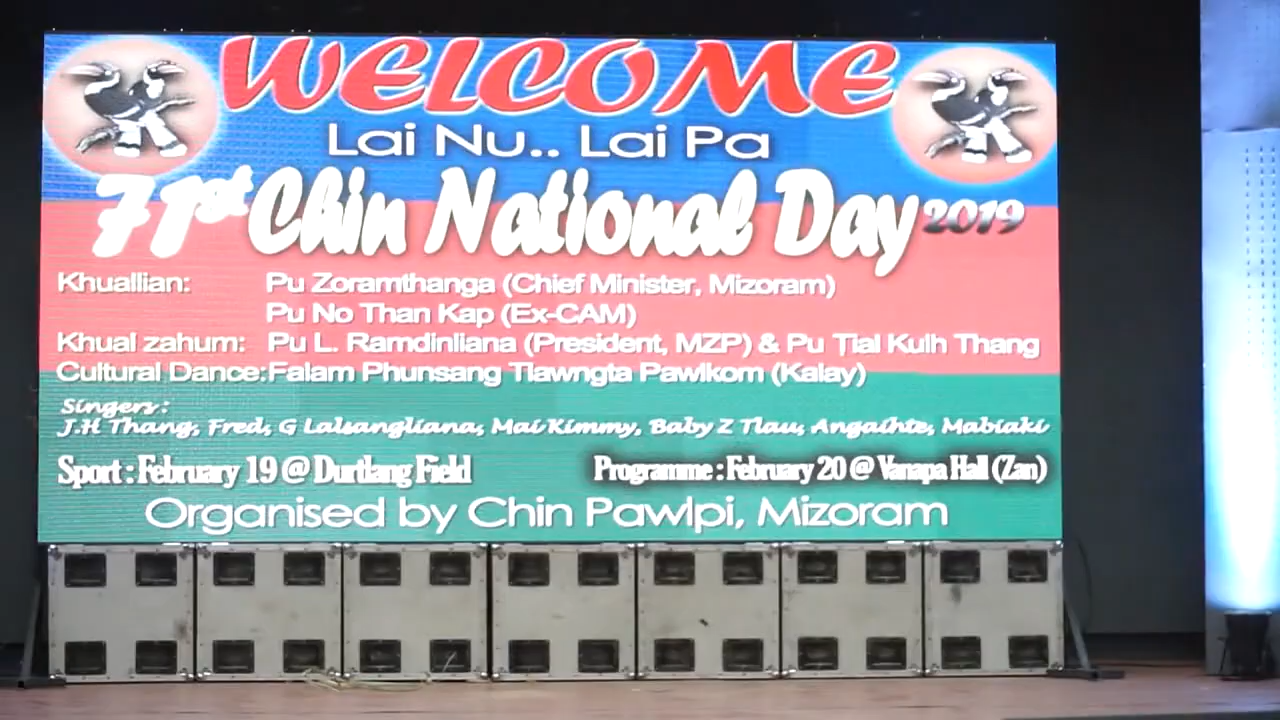 WELCOME
Lai Nu.. Lai Pa
71st Chin National Day 2019
Khuallian: Pu Zoramthanga (Chief Minister, Mizoram)
Pu No Than Kap (Ex-CAM)
Khual zahum: Pu L. Ramdinliana (President, MZP) & Pu Ṭial Kulh Thang
Cultural Dance: Falam Phunsang Tlawngta Pawlkom (Kalay)
Singers:
J.H Thang, Fred, G Lalsangliana, Mai Kimmy, Baby Z Tlau, Angaihte, Mabiaki
Sport : February 19 @ Durtlang Field Programme : February 20 @ Vanapa Hall (Zan)
Organised by Chin Pawlpi, Mizoram